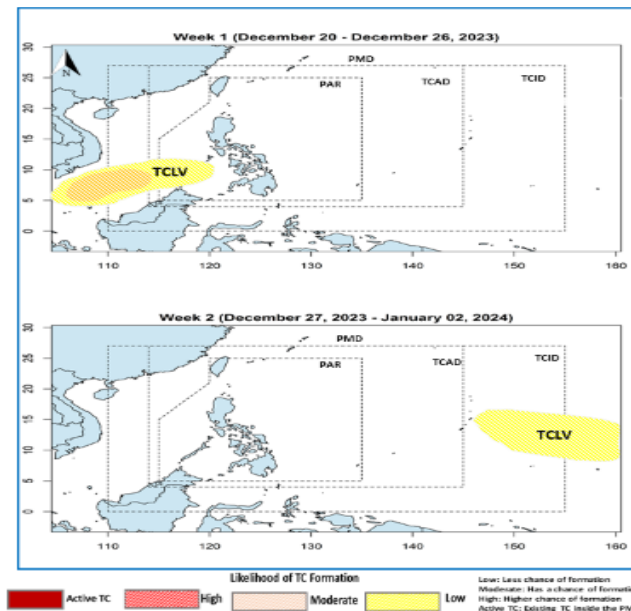 Week 1 (December 20 - December 26, 2023)
30
25
20
15
10
5
0
N
PMD
PAR
TCAD
TCID
TCLV
110
120
130
140
150
160
Week 2 (December 27, 2023 - January 02, 2024)
30
25
20
15
10
5
0
PMD
PAR
TCAD
TCID
TCLV
110
120
130
140
150
160
Likelihood of TC Formation
Active TC
High
Moderate
Low
Low: Less chance of formation
Moderate: Has a chance of formati
High: Higher chance of formation
Active TC: Existing TC inside the PA